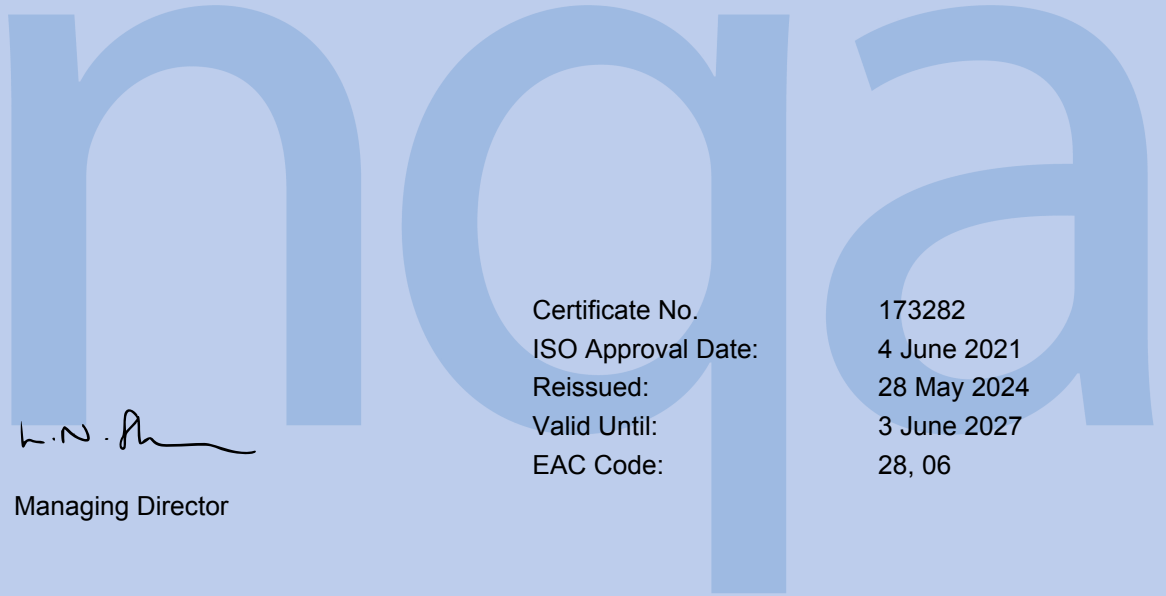 nqa
Certificate No. 173282
ISO Approval Date: 4 June 2021
Reissued: 28 May 2024
Valid Until: 3 June 2027
EAC Code: 28, 06
Managing Director